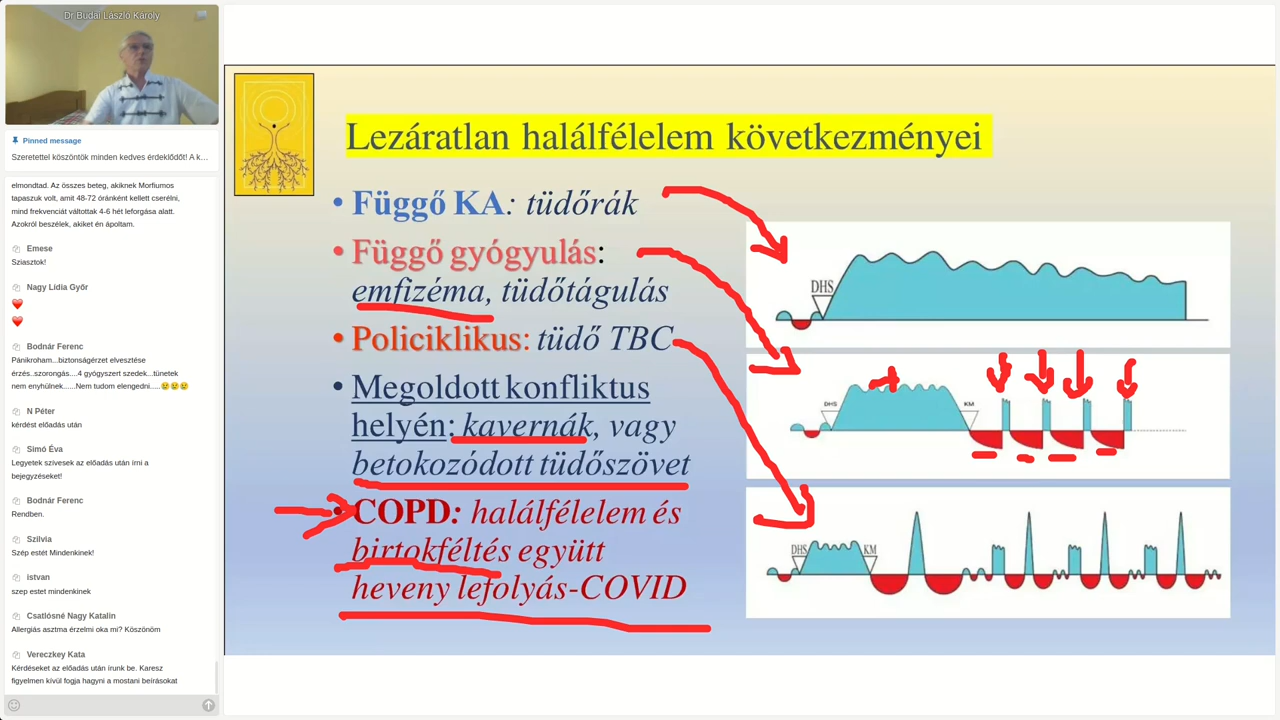 Dr Budai László Károly
Pinned message
Szeretettel köszöntök minden kedves érdeklődőt! A k…
elmondtad. Az összes beteg, akiknek Morfiumos
tapaszuk volt, amit 48-72 óránként kellett cserélni,
mind frekvenciát váltottak 4-6 hét leforgása alatt.
Azokról beszélek, akiket én ápoltam.
Emese
Sziasztok!
Nagy Lídia Győr
❤️
❤️
Bodnár Ferenc
Pánikroham...biztonságérzet elvesztése
érzés..szorongás....4 gyógyszert szedek...tünetek
nem enyhülnek......Nem tudom elengedni.....😥😥😥
N Péter
kérdést előadás után
Simó Éva
Legyetek szívesek az előadás után írni a
bejegyzéseket!
Bodnár Ferenc
Rendben.
Szilvia
Szép estét Mindenkinek!
istvan
szep estet mindenkinek
Csatlósné Nagy Katalin
Allergiás asztma érzelmi oka mi? Köszönöm
Vereczkey Kata
Kérdéseket az előadás után írunk be. Karesz
figyelmen kívül fogja hagyni a mostani beírásokat
Lezáratlan halálfélelem következményei
• Függő KA: tüdőrák
• Függő gyógyulás:
emfizéma, tüdőtágulás
• Policiklikus: tüdő TBC
• Megoldott konfliktus
helyén: kavernák, vagy
betokozódott tüdőszövet
• COPD: halálfélelem és
birtokféltés együtt
heveny lefolyás-COVID
DHS
DHS KM
DHS KM